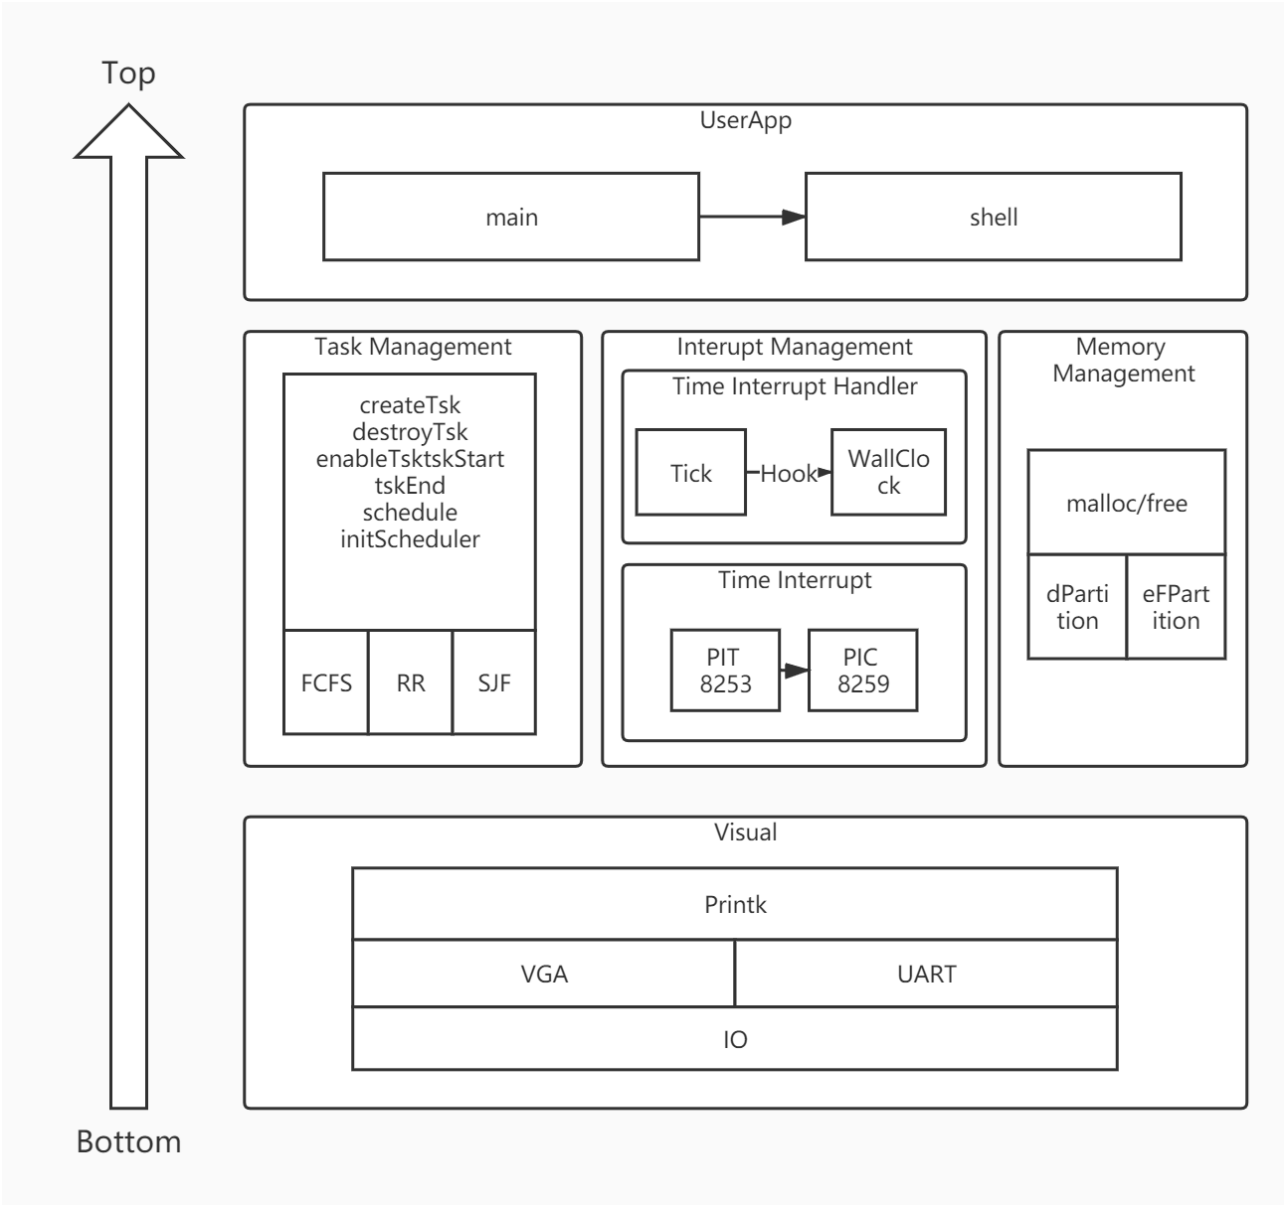 Top
UserApp
main
shell
Task Management
createTsk
destroyTsk
enableTsktskStart
tskEnd
schedule
initScheduler
FCFS
RR
SJF
Interupt Management
Time Interrupt Handler
Tick
Hook
WallClo
ck
Time Interrupt
PIT
8253
PIC
8259
Memory
Management
malloc/free
dParti
tion
eFPart
ition
Visual
Printk
VGA
UART
IO
Bottom